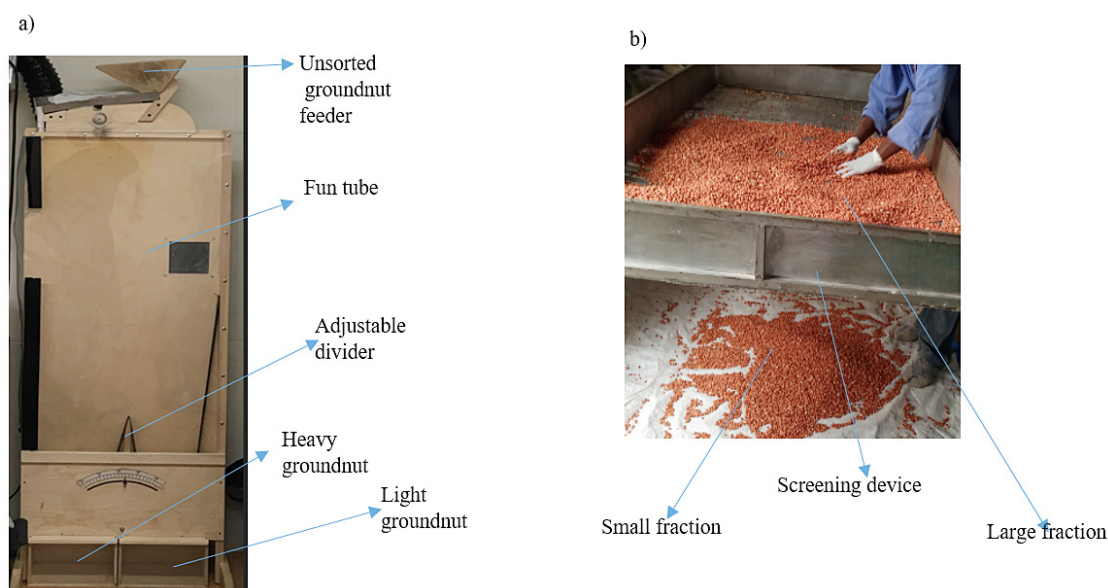 a)
Unsorted
groundnut
feeder
Fun tube
Adjustable
divider
Heavy
groundnut
Light
groundnut
b)
Screening device
Small fraction
Large fraction